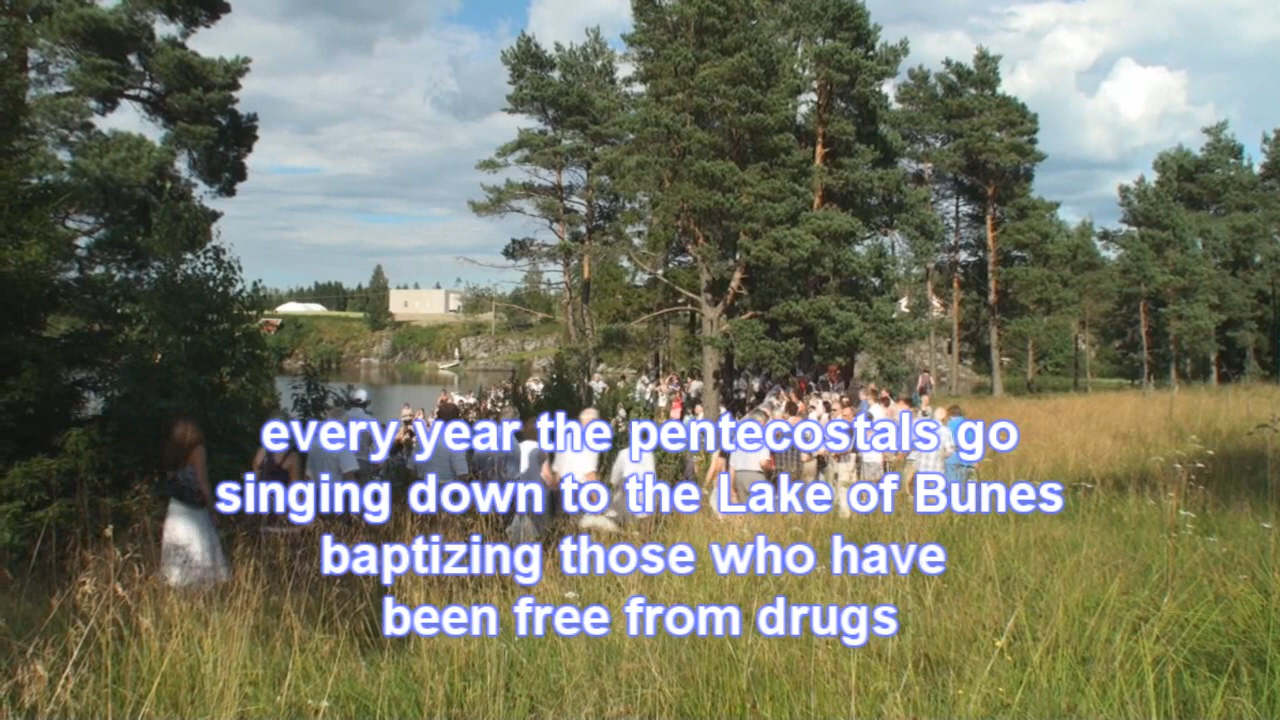 every year the pentecostals go
singing down to the Lake of Bunes
baptizing those who have
been free from drugs